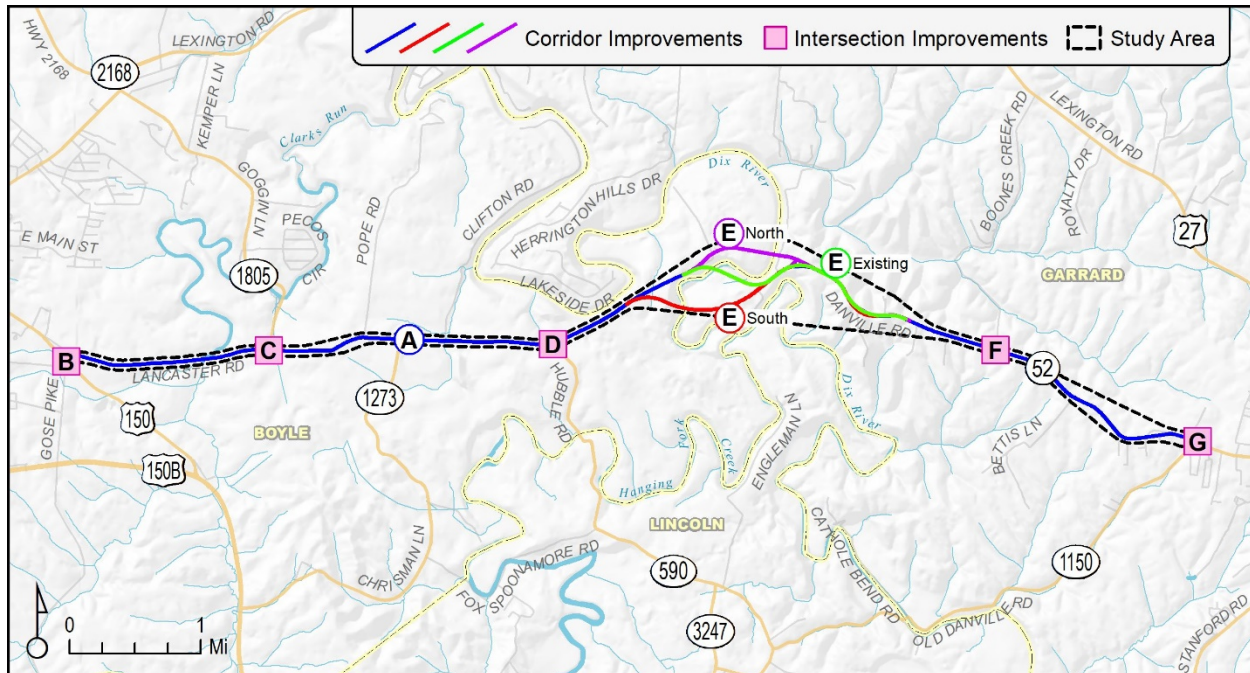 Corridor Improvements
Intersection Improvements
Study Area
HWY 2168
LEXINGTON RD
2168
KEMPER LN
Clarks Run
GOGGIN LN
PECOS
CIR
POPE RD
E MAIN ST
1805
CLIFTON RD
HERRINGTON
HILLS DR
LAKESIDE DR
Dix River
E North
E Existing
E South
DANVILLE RD
BOONES CREEK RD
ROYALTY DR
LEXINGTON RD
27
GARRARD
B
C
A
D
F
52
G
LANCASTER RD
GOSE PIKE
150
150B
BOYLE
1273
HUBBLE RD
Hanging
Fork
Creek
ENGLEMAN LN
Dix River
BETTIS LN
LINCOLN
CHRISMAN LN
FOX
SPOONAMORE RD
590
3247
CATHOLE BEND RD
OLD DANVILLE RD
1150
STANFORD RD
0 1
Mi